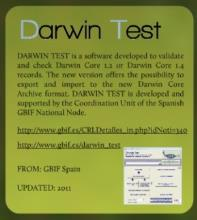 Darwin Test
DARWIN TEST is a software developed to validate
and check Darwin Core 1.2 or Darwin Core 1.4
records. The new version offers the possibility to
export and import to the new Darwin Core
Archive format. DARWIN TEST is developed and
supported by the Coordination Unit of the Spanish
GBIF National Node.
http://www.gbif.es/CRLDetalles_in.php?idNoti=340
http://www.gbif.es/darwin_test
FROM: GBIF Spain
UPDATED: 2011